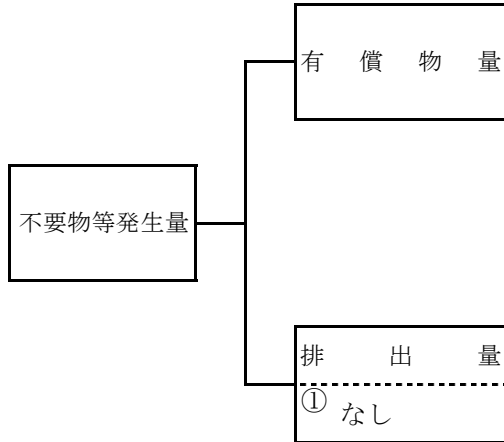 有償物量
不要物等発生量
排出量
① なし